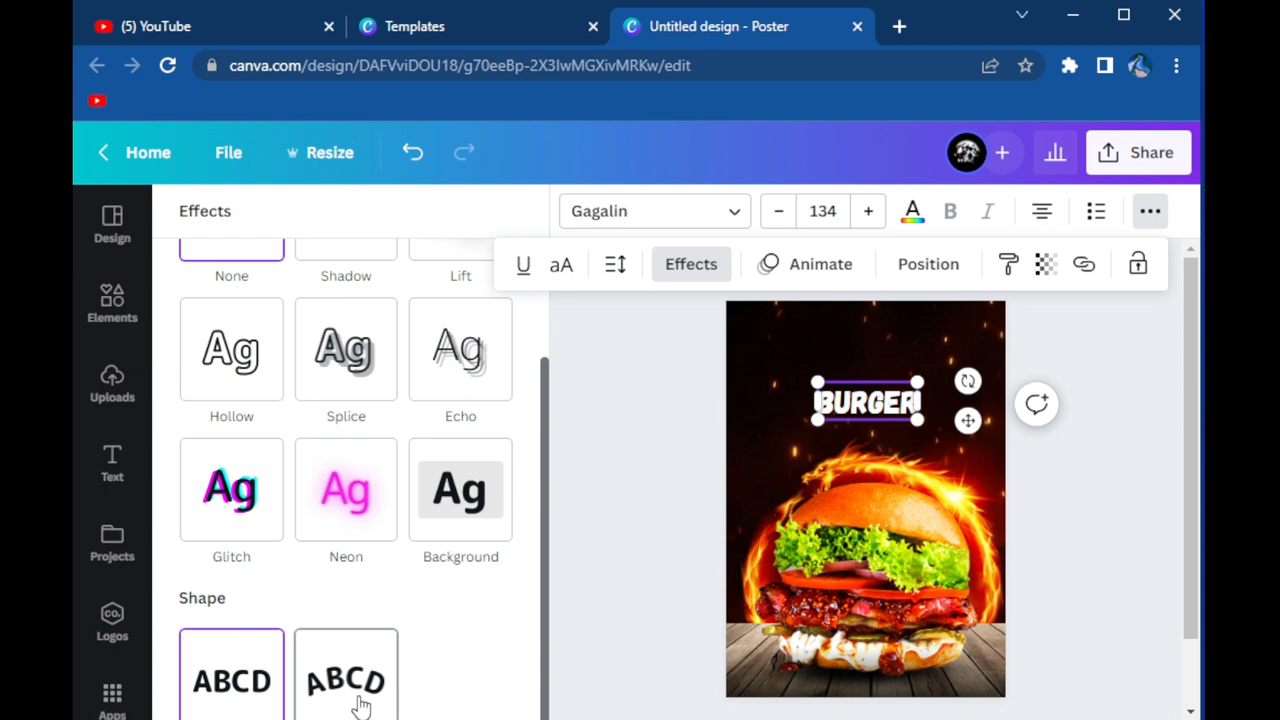 (5) YouTube
Templates
Untitled design - Poster
canva.com/design/DAFVviDOU18/g70eeBp-2X3IwMGXivMRKw/edit
Home
File
Resize
Share
Design
Elements
Uploads
Text
Projects
CO.
Logos
Apps
Effects
Gagalin
134
A
B
I
U
aA
Effects
Animate
Position
None
Shadow
Lift
Ag
Ag
Ag
Hollow
Splice
Echo
Ag
Ag
Ag
Glitch
Neon
Background
Shape
ABCD
ABCD
BURGER